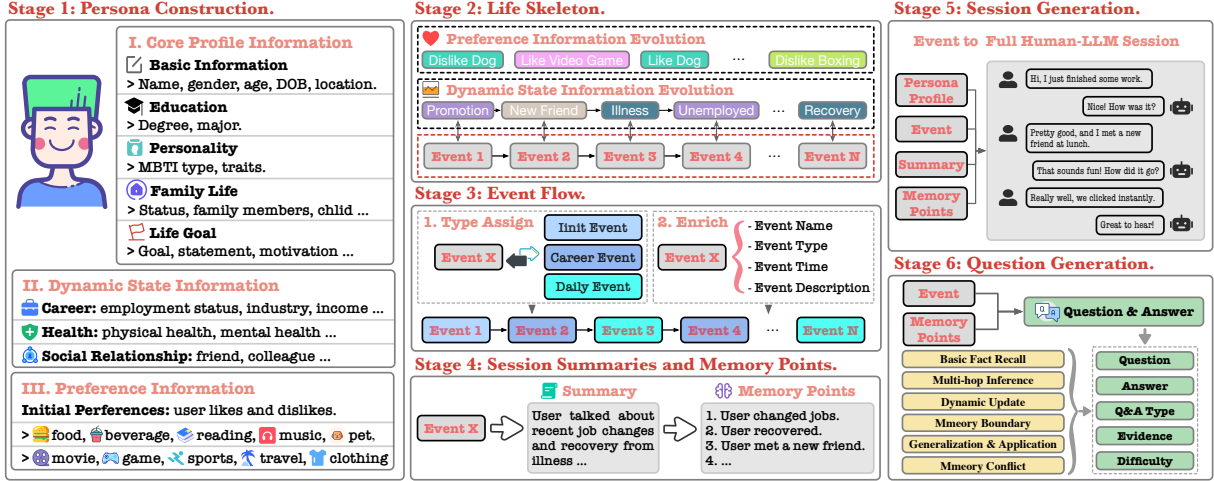 Stage 1: Persona Construction.
I. Core Profile Information
Basic Information
> Name, gender, age, DOB, location.
Education
> Degree, major.
Personality
> MBTI type, traits.
Family Life
> Status, family members, chlid ...
Life Goal
> Goal, statement, motivation ...
II. Dynamic State Information
Career: employment status, industry, income ...
Health: physical health, mental health ...
Social Relationship: friend, colleague ...
III. Preference Information
Initial Perferences: user likes and dislikes.
> food, beverage, reading, music, pet,
> movie, game, sports, travel, clothing
Stage 2: Life Skeleton.
Preference Information Evolution
Dislike Dog Like Video Game Like Dog ... Dislike Boxing
Dynamic State Information Evolution
Promotion New Friend Illness Unemployed ... Recovery
Event 1 Event 2 Event 3 Event 4 ... Event N
Stage 3: Event Flow.
1. Type Assign
Event X
Iinit Event
Career Event
Daily Event
2. Enrich
Event X
- Event Name
- Event Type
- Event Time
- Event Description
Event 1 Event 2 Event 3 Event 4 ... Event N
Stage 4: Session Summaries and Memory Points.
Event X
Summary
User talked about
recent job changes
and recovery from
illness ...
Memory Points
1. User changed jobs.
2. User recovered.
3. User met a new friend.
4. ...
Stage 5: Session Generation.
Event to Full Human-LLM Session
Persona
Profile
Event
Summary
Memory
Points
Hi, I just finished some work.
Nice! How was it?
Pretty good, and I met a new
friend at lunch.
That sounds fun! How did it go?
Really well, we clicked instantly.
Great to hear!
Stage 6: Question Generation.
Event
Memory
Points
Q A
Question & Answer
Basic Fact Recall
Multi-hop Inference
Dynamic Update
Mmeory Boundary
Generalization & Application
Mmeory Conflict
Question
Answer
Q&A Type
Evidence
Difficulty